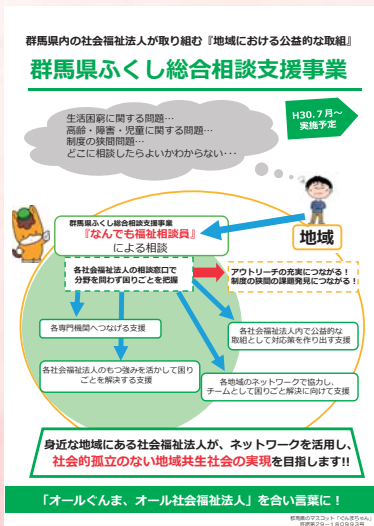 群馬県内の社会福祉法人が取り組む『地域における公益的な取組』
群馬県ふくし総合相談支援事業
H30.７月～
実施予定
生活困窮に関する問題…
高齢・障害・児童に関する問題…
制度の狭間問題…
どこに相談したらよいかわからない･･･
群馬県ふくし総合相談支援事業
『なんでも福祉相談員』
による相談
地域
各社会福祉法人の相談窓口で
分野を問わず困りごとを把握
アウトリーチの充実につながる！
制度の狭間の課題発見につながる！
各専門機関へつなげる支援
各社会福祉法人内で公益的な
取組として対応策を作り出す支援
各社会福祉法人のもつ強みを活かして困り
ごとを解決する支援
各地域のネットワークで協力し、
チームとして困りごと解決に向けて支援
身近な地域にある社会福祉法人が、ネットワークを活用し、
社会的孤立のない地域共生社会の実現を目指します!!
「オールぐんま、オール社会福祉法人」を合い言葉に！
群馬県のマスコット「ぐんまちゃん」
許諾第29－180993号